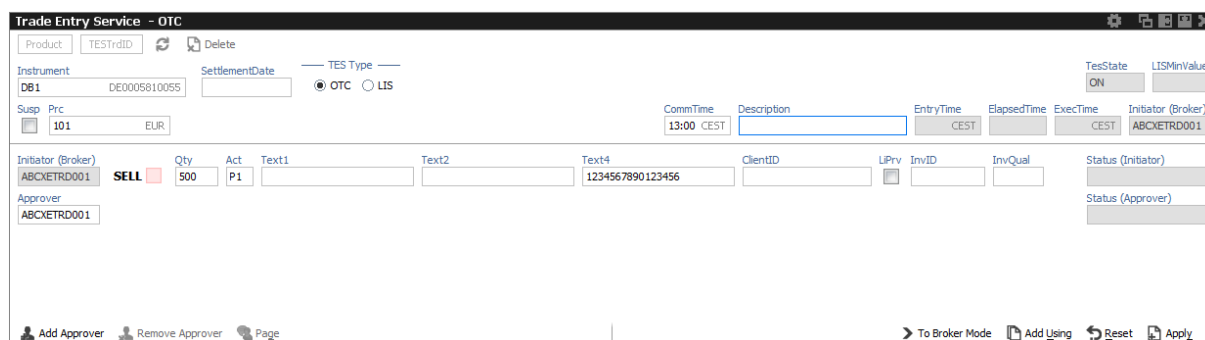 Trade Entry Service - OTC
Product TESTrdID Delete
Instrument SettlementDate TES Type TesState LISMinValue
DB1 DE0005810055 OTC LIS ON
Susp Prc CommTime Description EntryTime ElapsedTime ExecTime Initiator (Broker)
101 EUR 13:00 CEST CEST CEST ABCXETRD001
Initiator (Broker) Qty Act Text1 Text2 Text4 ClientID LiPrv InvID InvQual Status (Initiator)
ABCXETRD001 SELL 500 P1 1234567890123456
Approver Status (Approver)
ABCXETRD001
Add Approver Remove Approver Page To Broker Mode Add Using Reset Apply